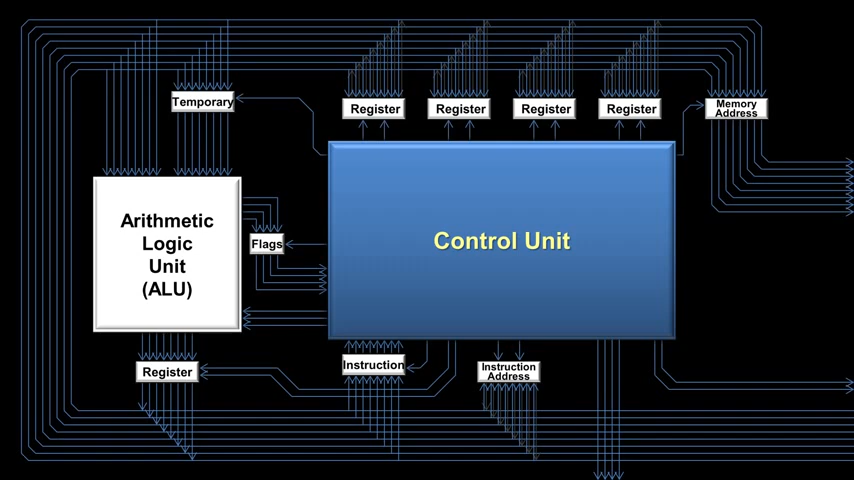 Temporary
Register
Register
Register
Register
Memory
Address
Arithmetic
Logic
Unit
(ALU)
Flags
Control Unit
Register
Instruction
Instruction
Address